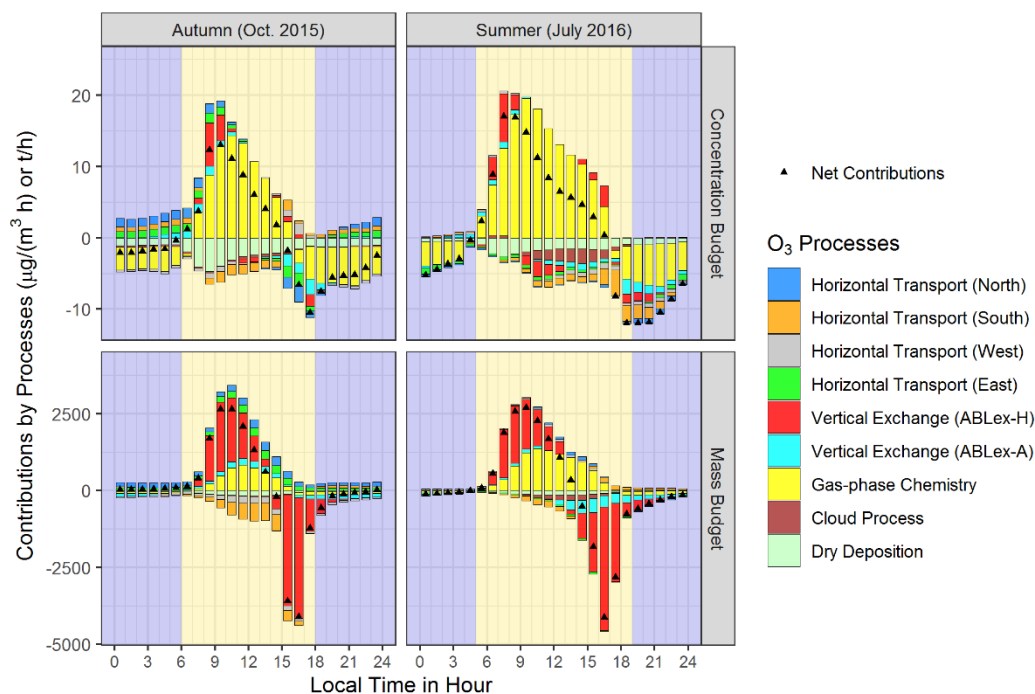 Autumn (Oct. 2015)
Summer (July 2016)
Contributions by Processes (µg/(m³ h) or t/h)
20
10
0
-10
Concentration Budget
2500
0
-2500
-5000
Mass Budget
0 3 6 9 12 15 18 21 24
0 3 6 9 12 15 18 21 24
Local Time in Hour
Net Contributions
O₃ Processes
Horizontal Transport (North)
Horizontal Transport (South)
Horizontal Transport (West)
Horizontal Transport (East)
Vertical Exchange (ABLex-H)
Vertical Exchange (ABLex-A)
Gas-phase Chemistry
Cloud Process
Dry Deposition